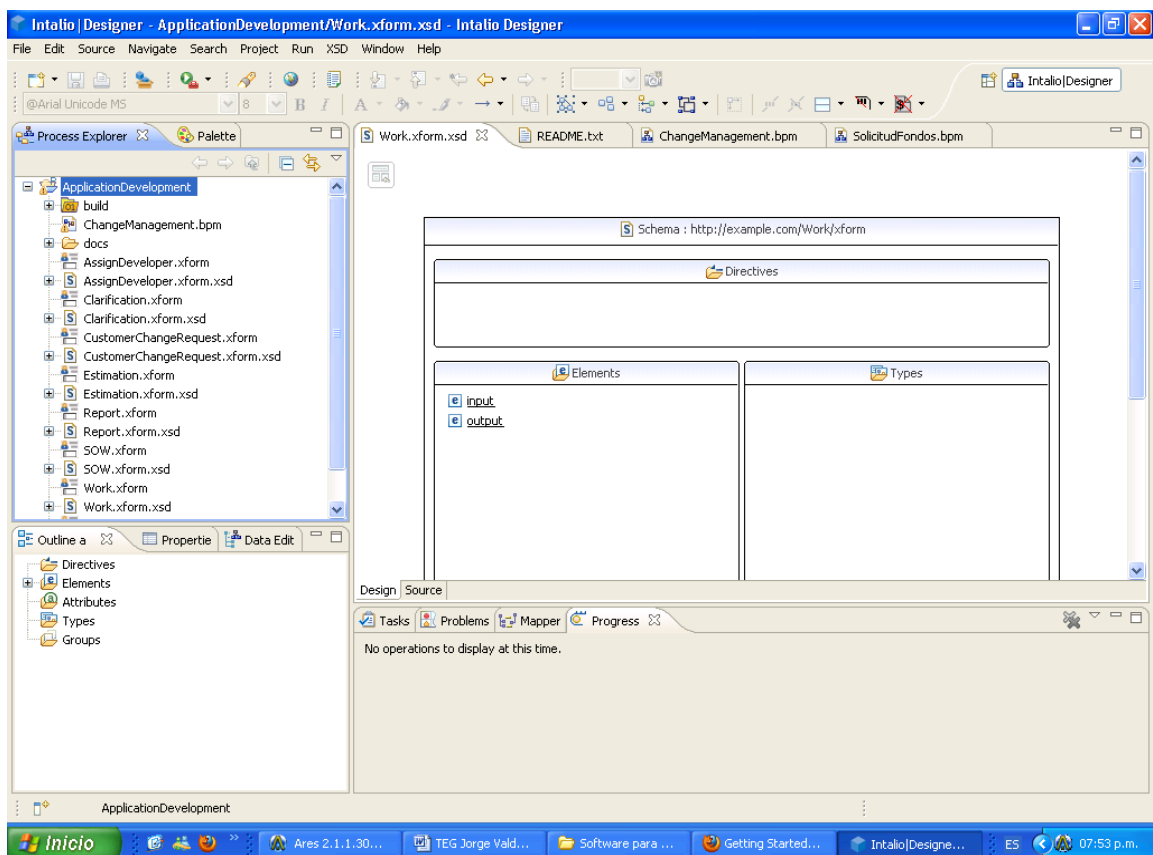 Intalio|Designer - ApplicationDevelopment/Work.xform.xsd - Intalio Designer
File Edit Source Navigate Search Project Run XSD Window Help
Intalio|Designer
@Arial Unicode MS 8 B I A
Process Explorer Palette
ApplicationDevelopment
build
ChangeManagement.bpm
docs
AssignDeveloper.xform
AssignDeveloper.xform.xsd
Clarification.xform
Clarification.xform.xsd
CustomerChangeRequest.xform
CustomerChangeRequest.xform.xsd
Estimation.xform
Estimation.xform.xsd
Report.xform
Report.xform.xsd
SOW.xform
SOW.xform.xsd
Work.xform
Work.xform.xsd
Outline a Propertie Data Edit
Directives
Elements
Attributes
Types
Groups
Work.xform.xsd README.txt ChangeManagement.bpm SolicitudFondos.bpm
Schema : http://example.com/Work/xform
Directives
Elements
input
output
Types
Design Source
Tasks Problems Mapper Progress
No operations to display at this time.
ApplicationDevelopment
Inicio Ares 2.1.1.30... TEG Jorge Vald... Software para ... Getting Started... Intalio|Designe... ES 07:53 p.m.